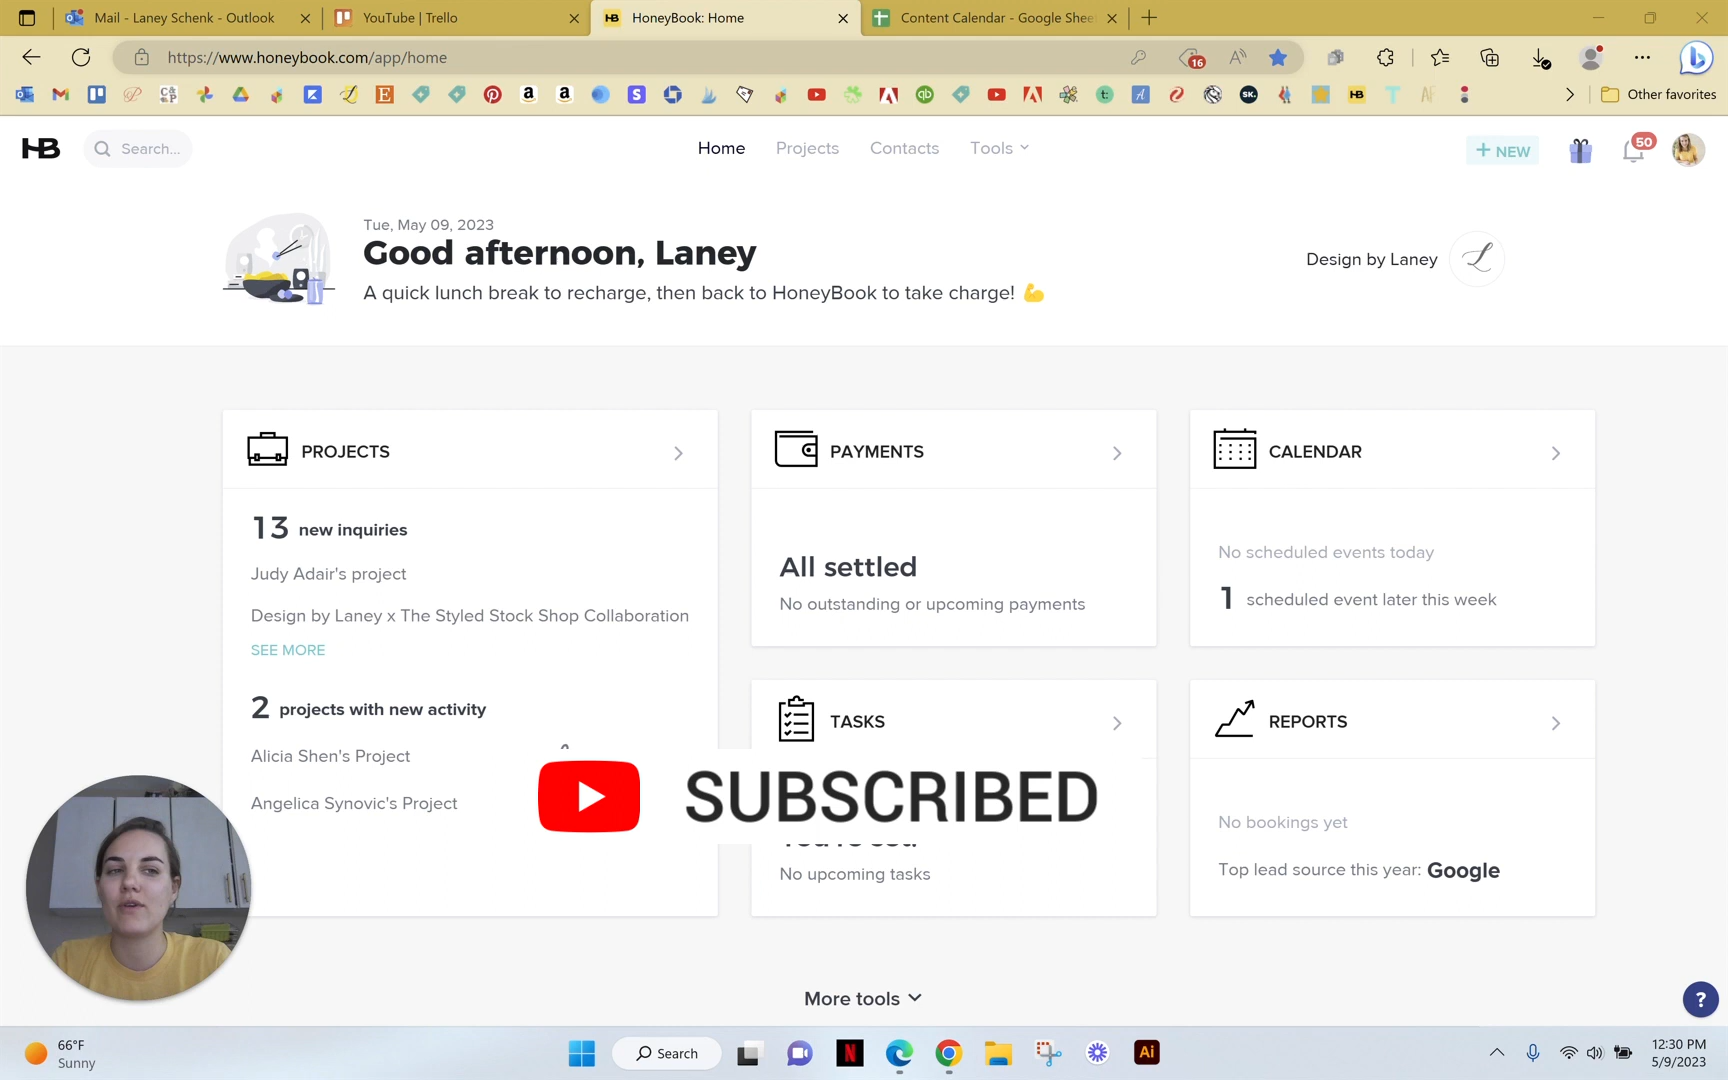 Mail - Laney Schenk - Outlook
YouTube | Trello
HoneyBook: Home
Content Calendar - Google Shee
https://www.honeybook.com/app/home
16
Other favorites
HB
Search...
Home
Projects
Contacts
Tools
+ NEW
50
Tue, May 09, 2023
Good afternoon, Laney
A quick lunch break to recharge, then back to HoneyBook to take charge! 💪
Design by Laney
PROJECTS
13 new inquiries
Judy Adair's project
Design by Laney x The Styled Stock Shop Collaboration
SEE MORE
2 projects with new activity
Alicia Shen's Project
Angelica Synovic's Project
PAYMENTS
All settled
No outstanding or upcoming payments
CALENDAR
No scheduled events today
1 scheduled event later this week
TASKS
SUBSCRIBED
No upcoming tasks
REPORTS
No bookings yet
Top lead source this year: Google
More tools
?
66°F
Sunny
Search
12:30 PM
5/9/2023